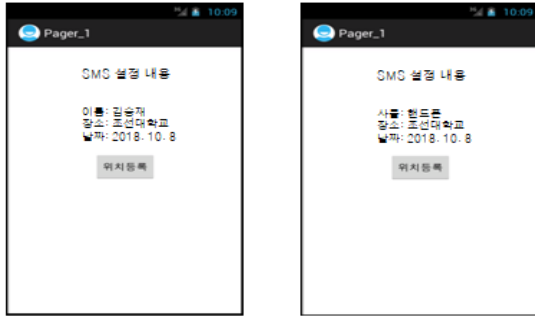 10:09
Pager_1
SMS 설정 내용
이름: 김승재
장소: 조선대학교
날짜: 2018. 10. 8
위치등록
10:09
Pager_1
SMS 설정 내용
사물: 핸드폰
장소: 조선대학교
날짜: 2018. 10. 8
위치등록